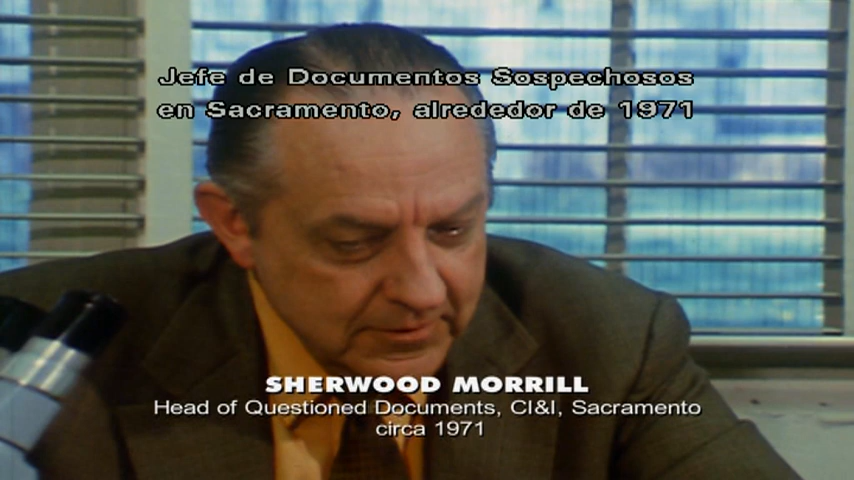 Jefe de Documentos Sospechosos
en Sacramento, alrededor de 1971
SHERWOOD MORRILL
Head of Questioned Documents, CI&I, Sacramento
circa 1971